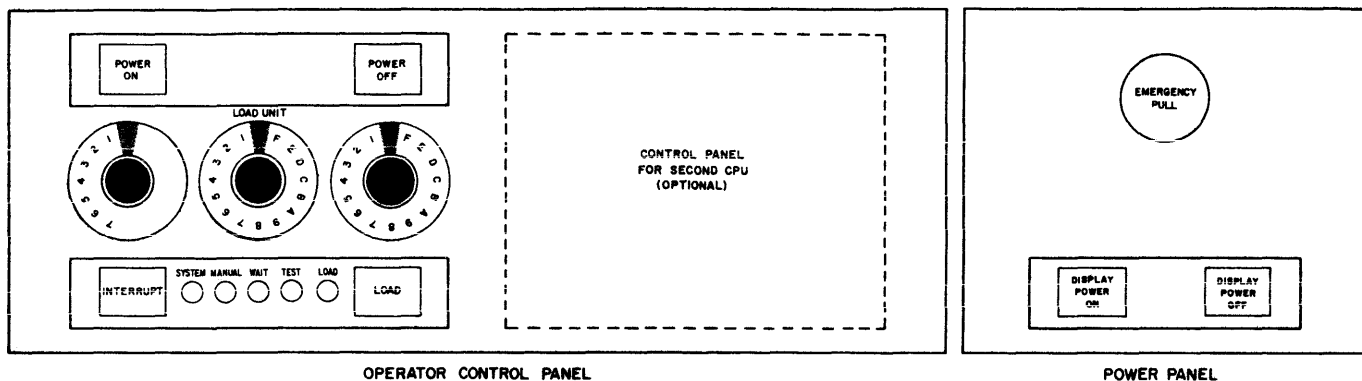 POWER
ON
POWER
OFF
LOAD UNIT
1 2 3 4 5 6 7
1 2 3 4 5 6 7 8 9 A B C D E F
1 2 3 4 5 6 7 8 9 A B C D E F
INTERRUPT
SYSTEM MANUAL WAIT TEST LOAD
LOAD
CONTROL PANEL
FOR SECOND CPU
(OPTIONAL)
OPERATOR CONTROL PANEL
EMERGENCY
PULL
DISPLAY
POWER
ON
DISPLAY
POWER
OFF
POWER PANEL